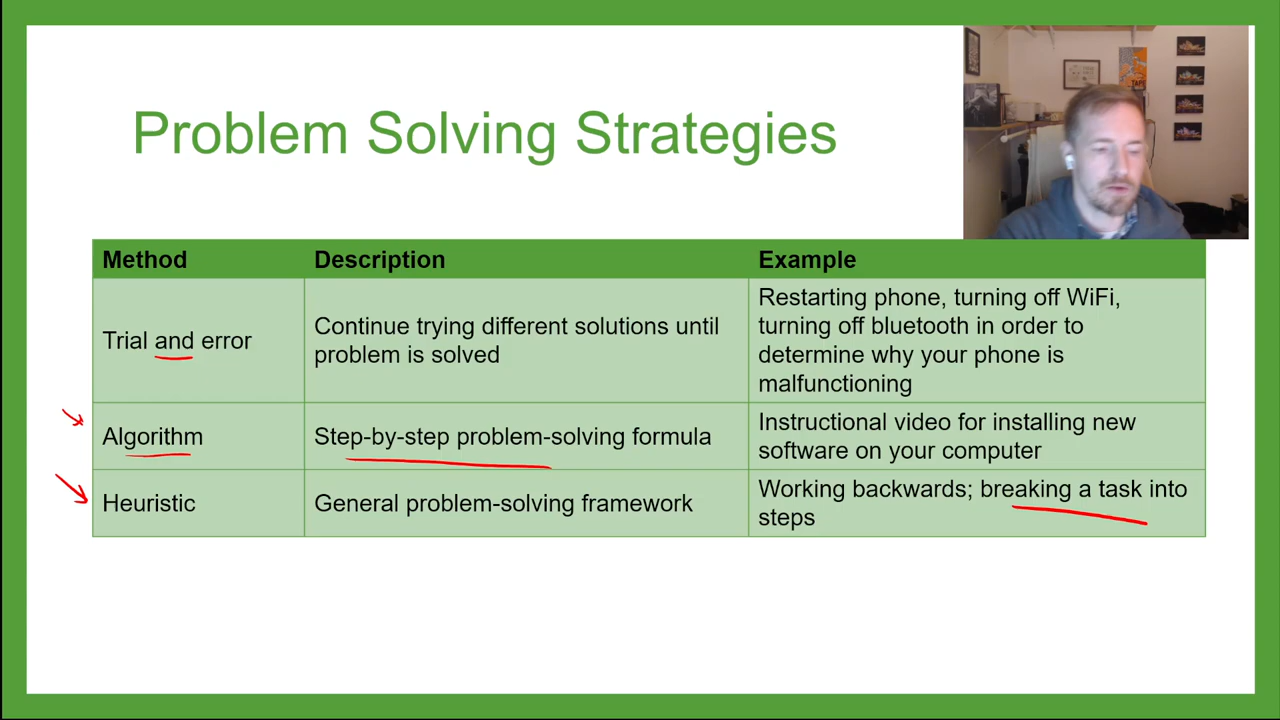 Problem Solving Strategies
Method Description Example
Trial and error
Continue trying different solutions until
problem is solved
Restarting phone, turning off WiFi,
turning off bluetooth in order to
determine why your phone is
malfunctioning
Algorithm
Step-by-step problem-solving formula
Instructional video for installing new
software on your computer
Heuristic
General problem-solving framework
Working backwards; breaking a task into
steps